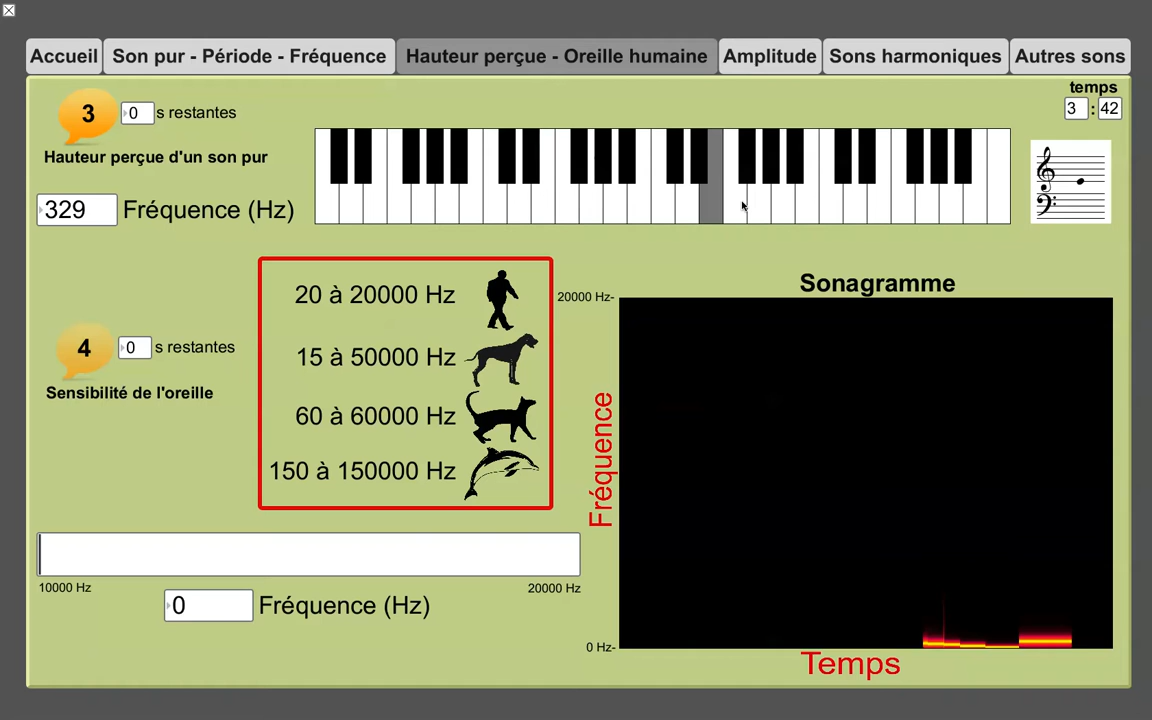 Accueil
Son pur - Période - Fréquence
Hauteur perçue - Oreille humaine
Amplitude
Sons harmoniques
Autres sons
temps
3 : 42
3
0 s restantes
Hauteur perçue d'un son pur
329 Fréquence (Hz)
20 à 20000 Hz
15 à 50000 Hz
60 à 60000 Hz
150 à 150000 Hz
4
0 s restantes
Sensibilité de l'oreille
10000 Hz
20000 Hz
0 Fréquence (Hz)
Sonagramme
20000 Hz-
Fréquence
0 Hz-
Temps